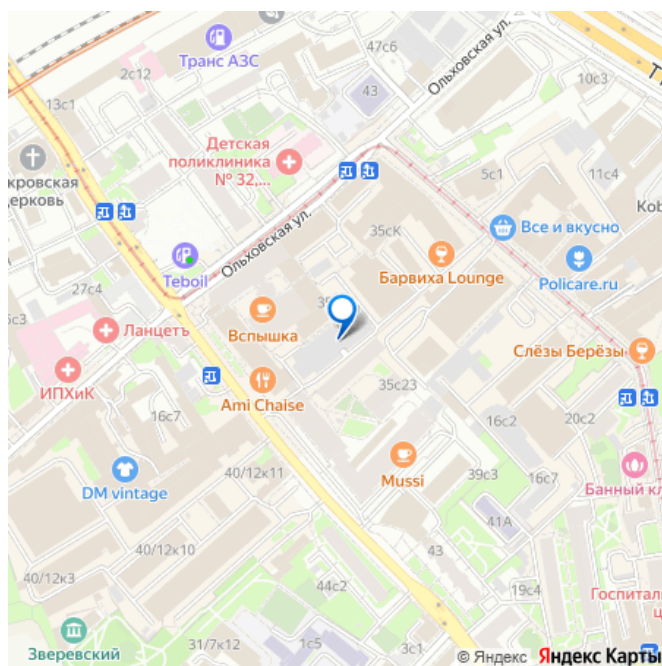 47с6
Ольховская ул.
Транс АЗС
2с12
43
10с3
13с1
Детская
поликлиника
№ 32,...
5с1
11с4
кровская
церковь
35сК
Все и вкусно
Kob
Ольховская ул.
Teboil
Барвиха Lounge
Policare.ru
27с4
Вспышка
Ланцетъ
Слёзы Берёзы
ИПХиК
Ami Chaise
35с23
16с7
16с2
20с2
DM vintage
40/12к11
Mussi
39с3
16с7
Банный кл
41А
40/12к10
43
40/12к3
44с2
19с4
Госпитал
ц
Зверевский
31/7к12
1с5
3с1
© Яндекс Яндекс Карты